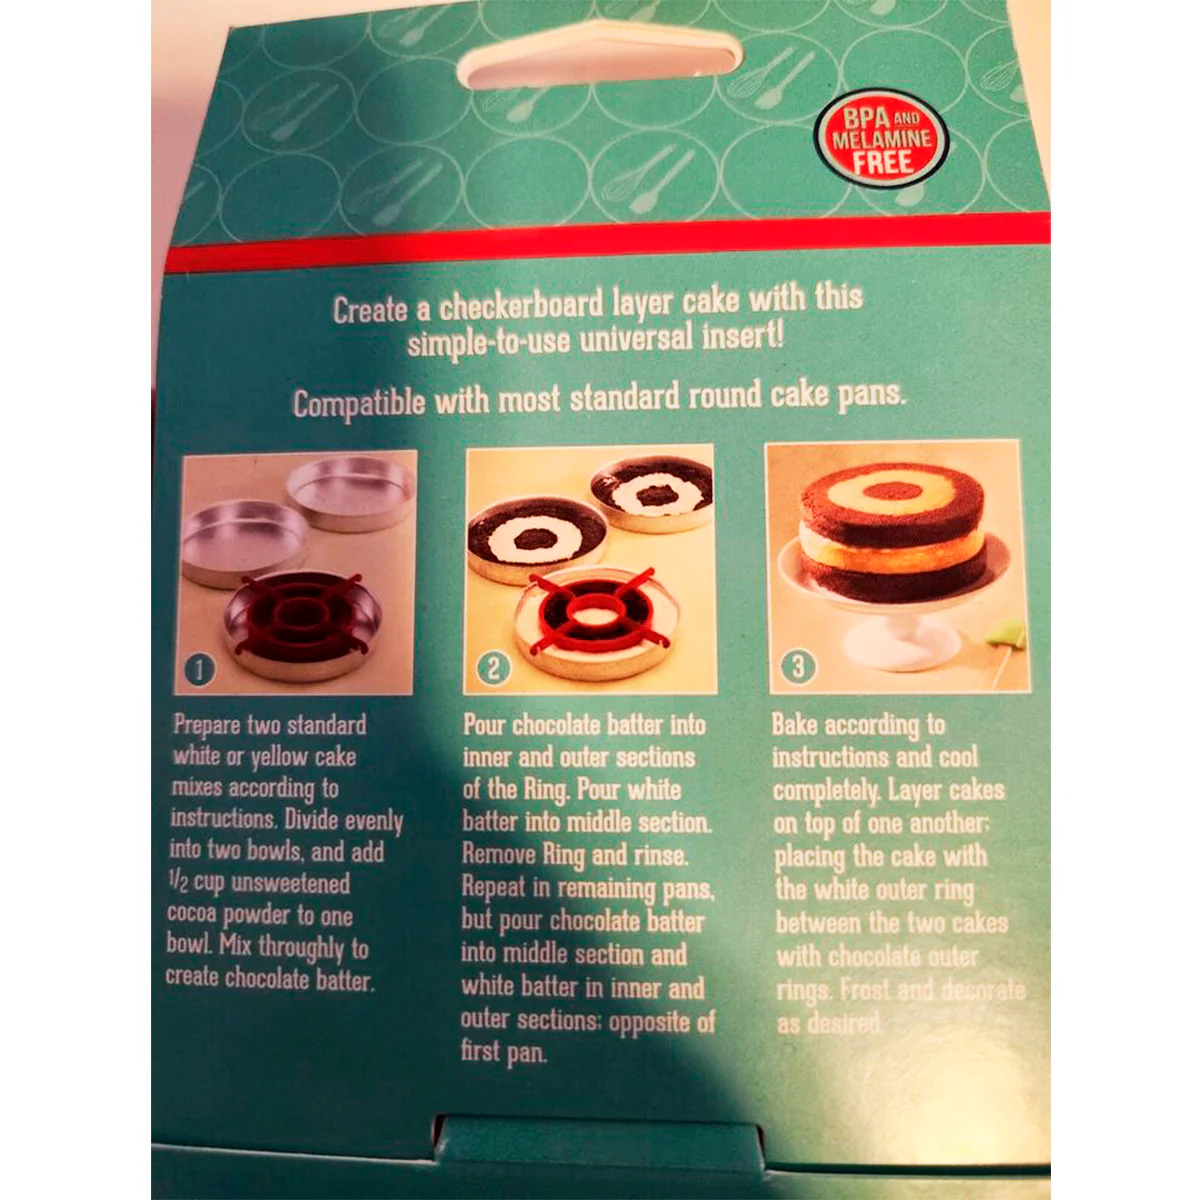 BPA AND
MELAMINE
FREE
Create a checkerboard layer cake with this
simple-to-use universal insert!
Compatible with most standard round cake pans.
1
Prepare two standard
white or yellow cake
mixes according to
instructions. Divide evenly
into two bowls, and add
1/2 cup unsweetened
cocoa powder to one
bowl. Mix throughly to
create chocolate batter.
2
Pour chocolate batter into
inner and outer sections
of the Ring. Pour white
batter into middle section.
Remove Ring and rinse.
Repeat in remaining pans,
but pour chocolate batter
into middle section and
white batter in inner and
outer sections; opposite of
first pan.
3
Bake according to
instructions and cool
completely. Layer cakes
on top of one another;
placing the cake with
the white outer ring
between the two cakes
with chocolate outer
rings. Frost and decorate
as desired